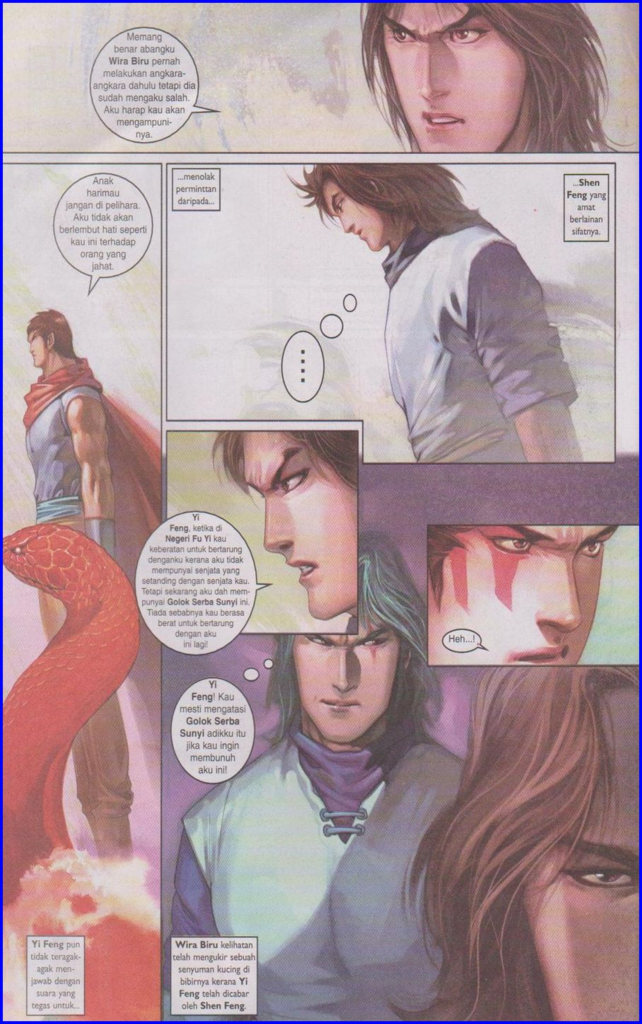 Memang
benar abangku
Wira Biru pernah
melakukan angkara-
angkara dahulu tetapi dia
sudah mengaku salah.
Aku harap kau akan
mengampuni-
nya.
Anak
harimau
jangan di pelihara.
Aku tidak akan
berlembut hati seperti
kau ini terhadap
orang yang
jahat.
...menolak
perminttan
daripada...
...Shen
Feng yang
amat
berlainan
sifatnya.
....
Yi
Feng, ketika di
Negeri Fu Yi kau
keberatan untuk bertarung
denganku kerana aku tidak
mempunyai senjata yang
setanding dengan senjata kau.
Tetapi sekarang aku dah mem-
punyai Golok Serba Sunyi ini.
Tiada sebabnya kau berasa
berat untuk bertarung
dengan aku
ini lagi!
Heh...!
Yi
Feng! Kau
mesti mengatasi
Golok Serba
Sunyi adikku itu
jika kau ingin
membunuh
aku ini!
Yi Feng pun
tidak teragak-
agak men-
jawab dengan
suara yang
tegas untuk...
Wira Biru kelihatan
telah mengukir sebuah
senyuman kucing di
bibirnya kerana Yi
Feng telah dicabar
oleh Shen Feng.